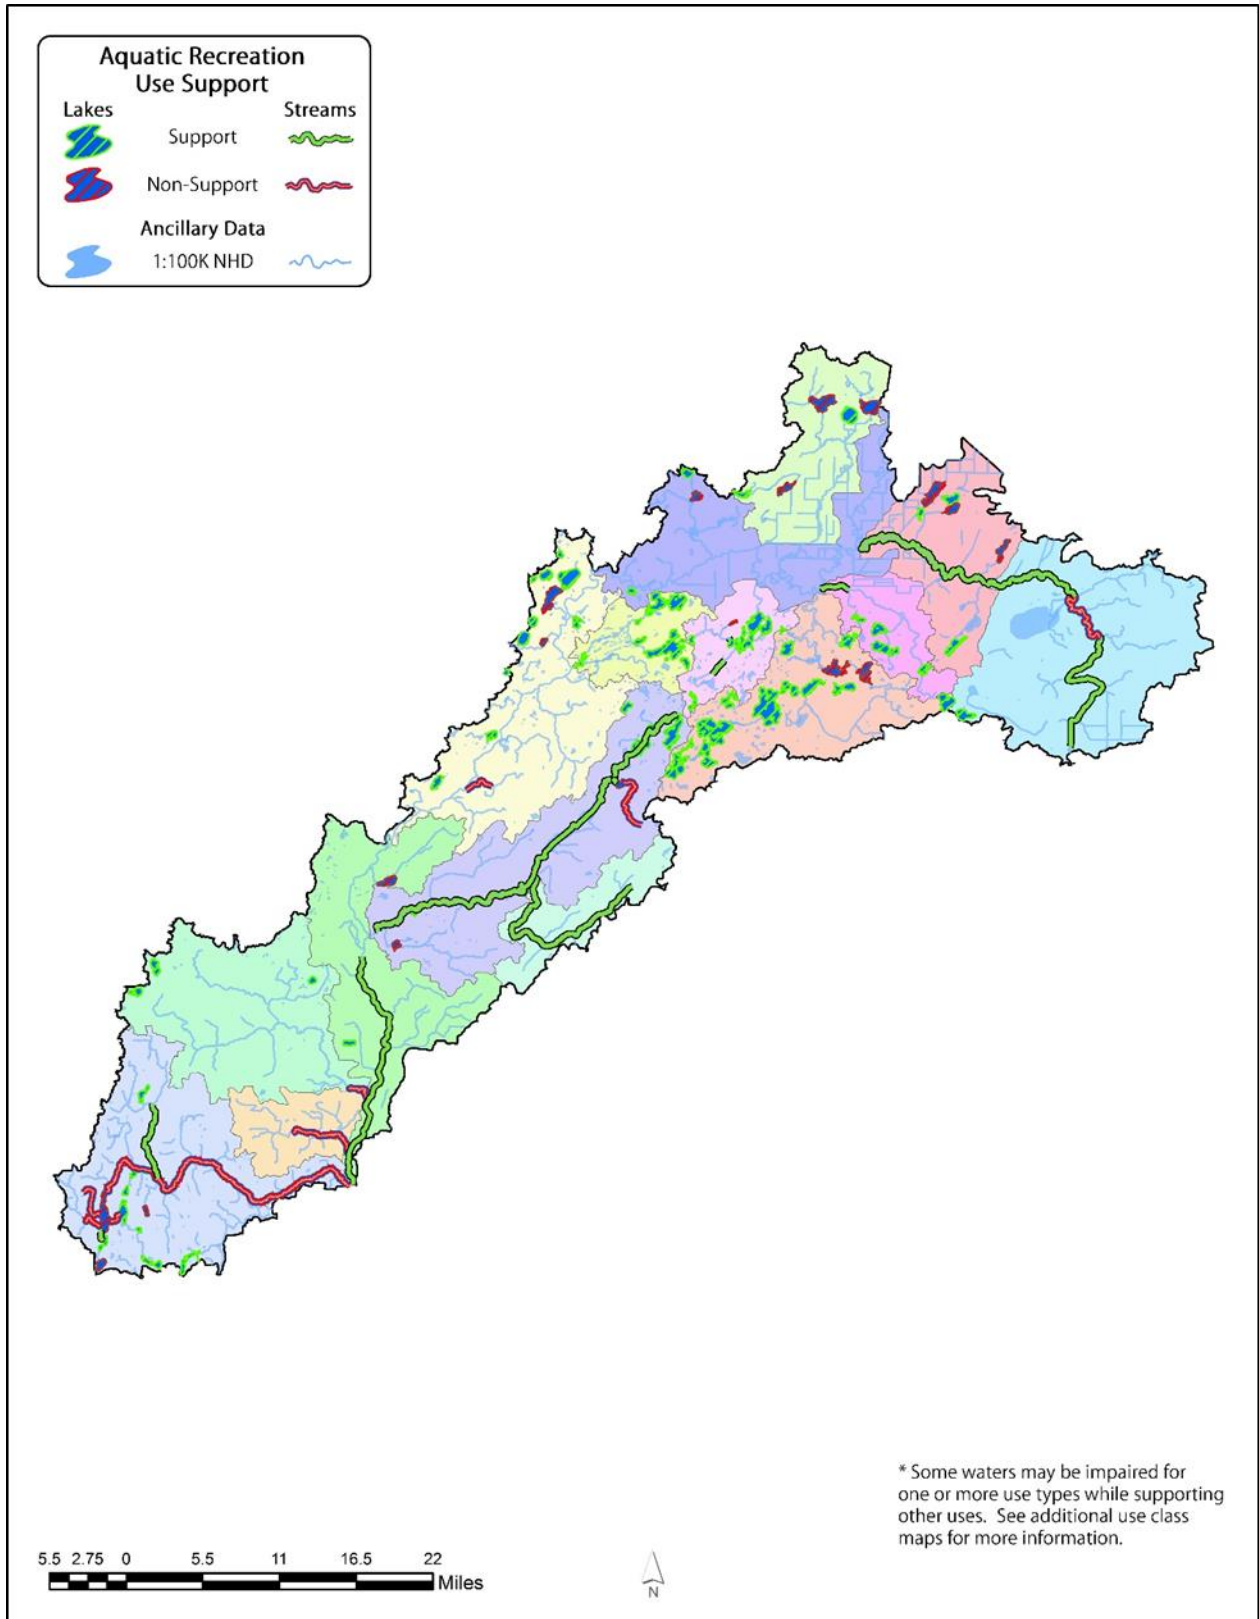 Aquatic Recreation
Use Support
Lakes Streams
Support
Non-Support
Ancillary Data
1:100K NHD
* Some waters may be impaired for
one or more use types while supporting
other uses. See additional use class
maps for more information.
5.5 2.75 0 5.5 11 16.5 22
Miles
N